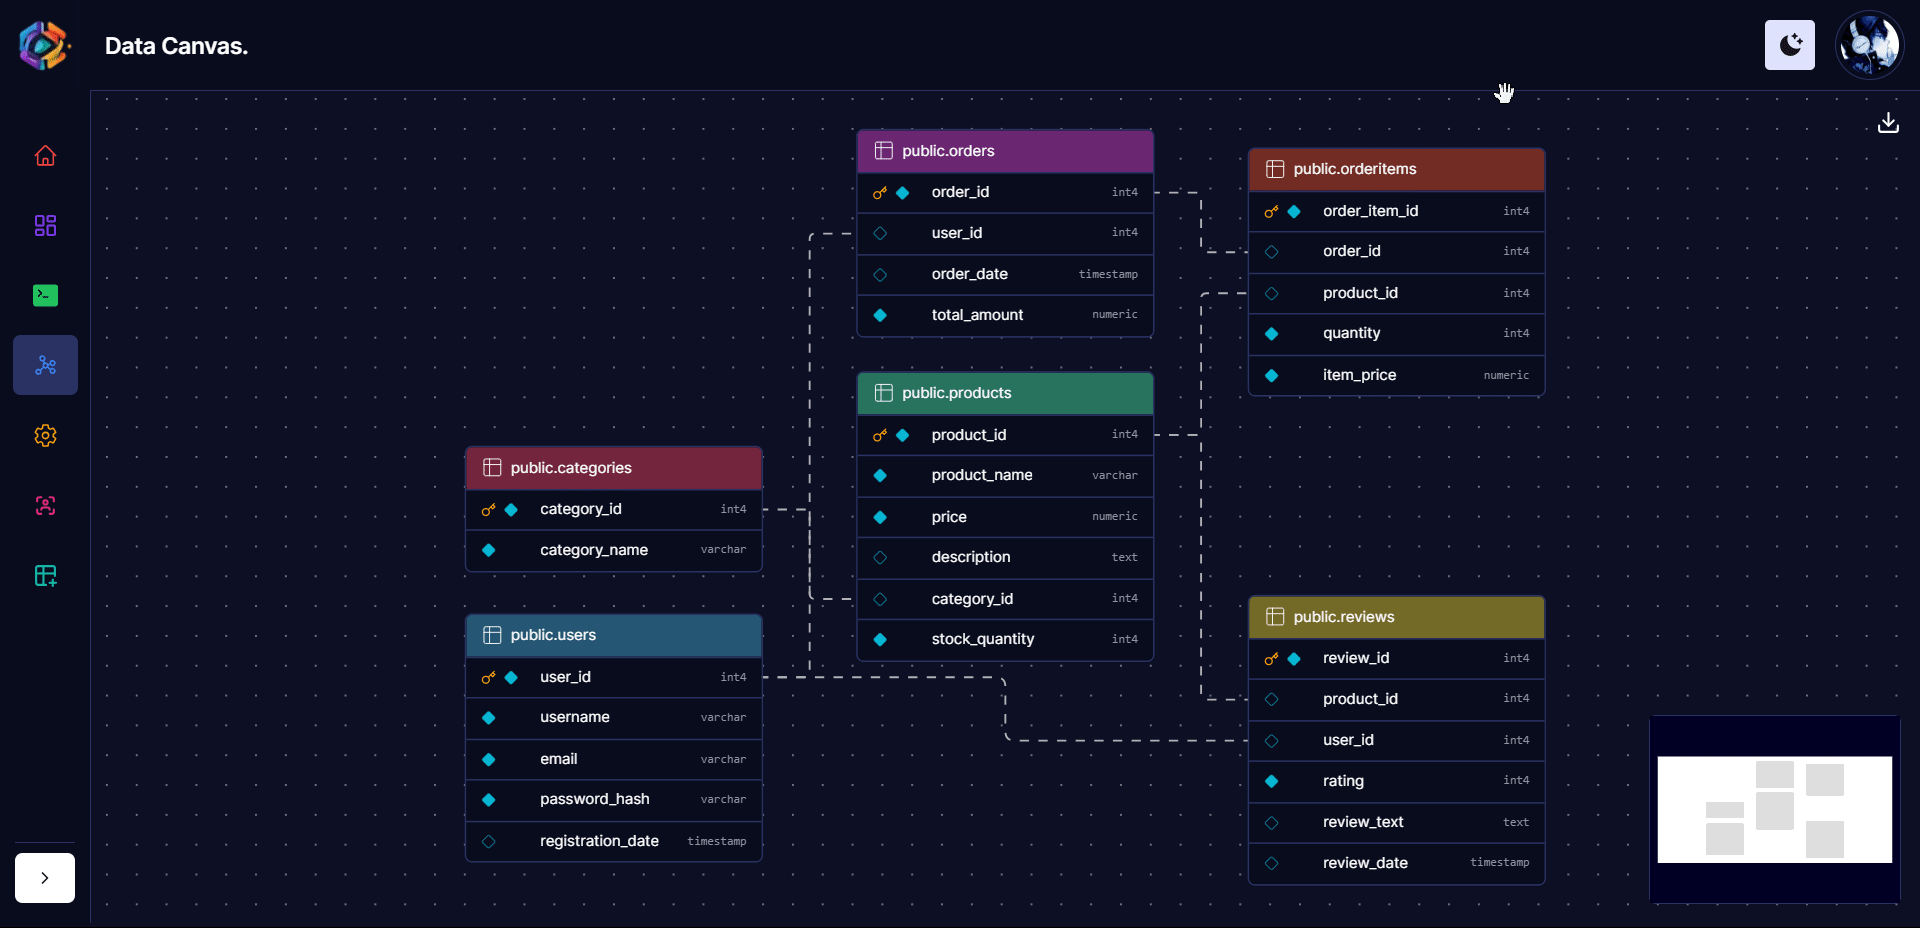 Data Canvas.
public.orders
order_id int4
user_id int4
order_date timestamp
total_amount numeric
public.orderitems
order_item_id int4
order_id int4
product_id int4
quantity int4
item_price numeric
public.products
product_id int4
product_name varchar
price numeric
description text
category_id int4
stock_quantity int4
public.categories
category_id int4
category_name varchar
public.users
user_id int4
username varchar
email varchar
password_hash varchar
registration_date timestamp
public.reviews
review_id int4
product_id int4
user_id int4
rating int4
review_text text
review_date timestamp